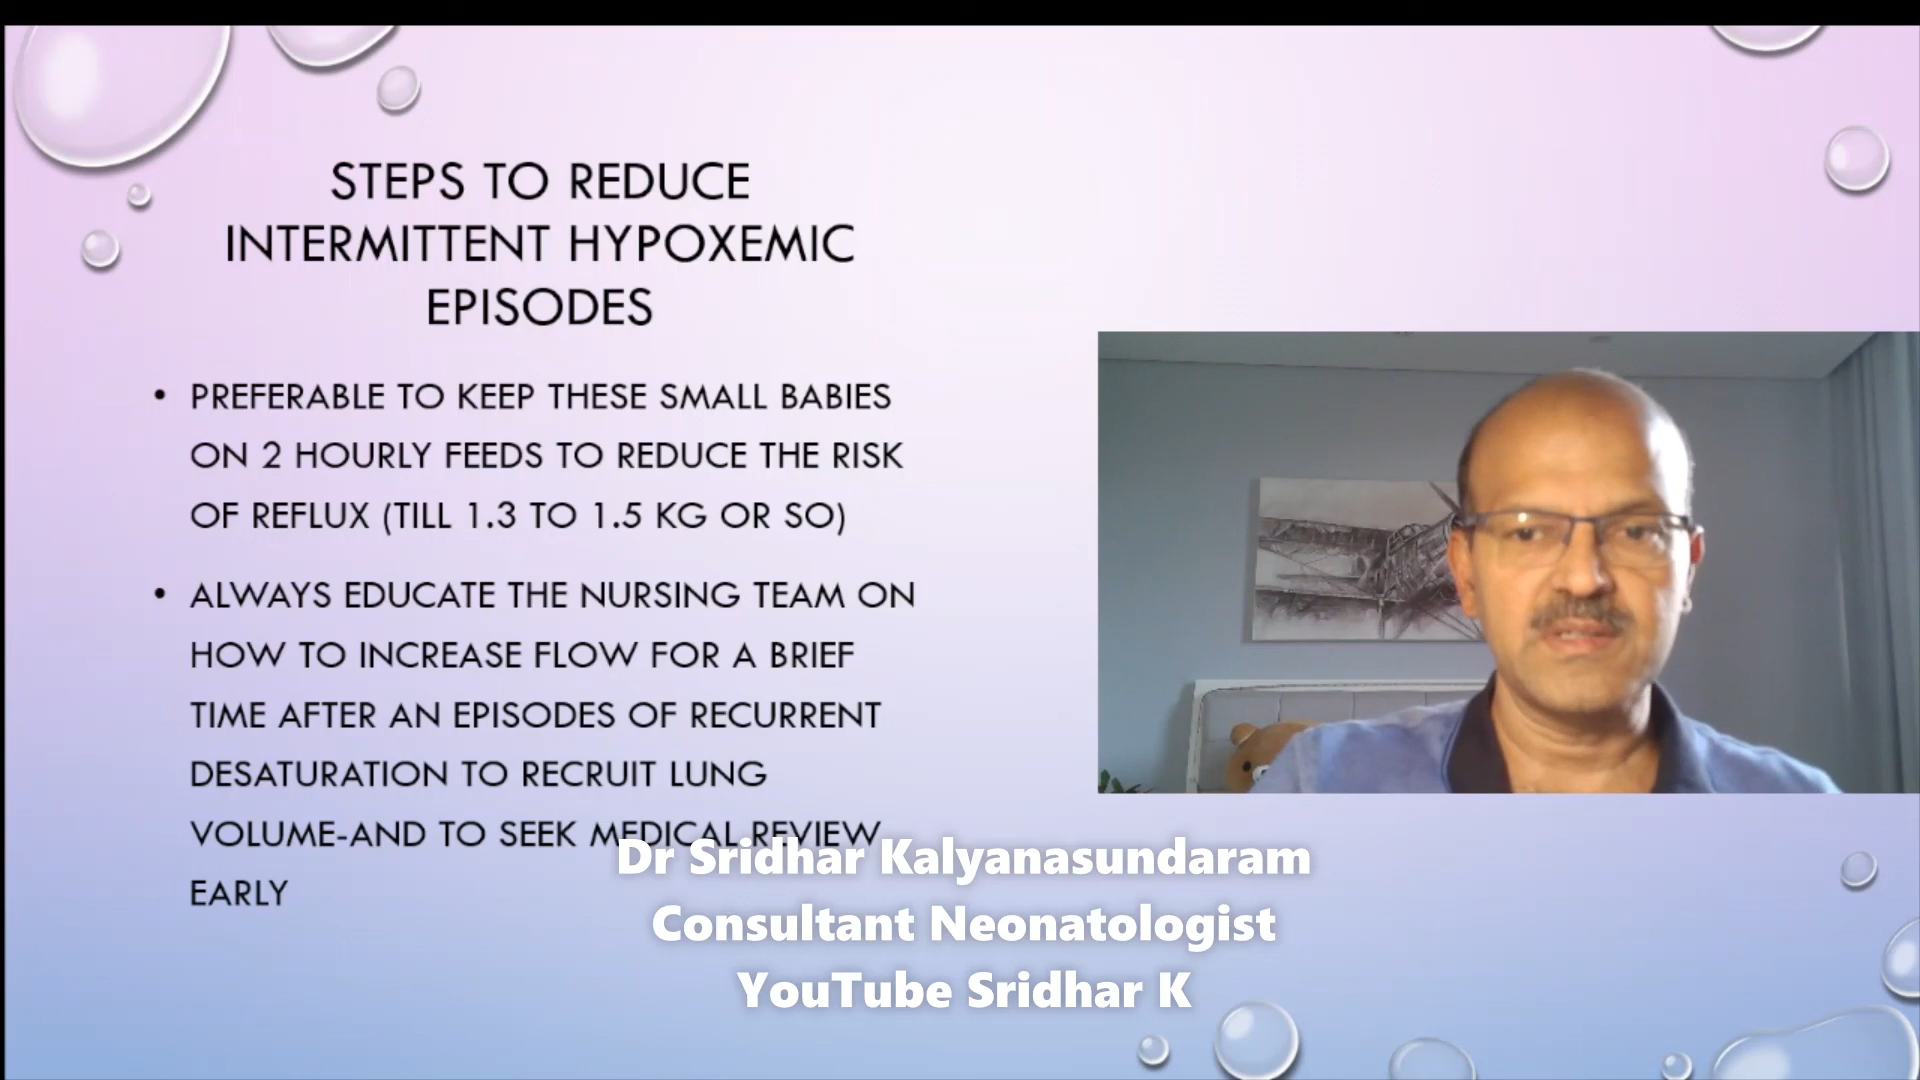 STEPS TO REDUCE
INTERMITTENT HYPOXEMIC
EPISODES
• PREFERABLE TO KEEP THESE SMALL BABIES
ON 2 HOURLY FEEDS TO REDUCE THE RISK
OF REFLUX (TILL 1.3 TO 1.5 KG OR SO)
• ALWAYS EDUCATE THE NURSING TEAM ON
HOW TO INCREASE FLOW FOR A BRIEF
TIME AFTER AN EPISODES OF RECURRENT
DESATURATION TO RECRUIT LUNG
VOLUME-AND TO SEEK MEDICAL REVIEW
EARLY
Dr Sridhar Kalyanasundaram
Consultant Neonatologist
YouTube Sridhar K